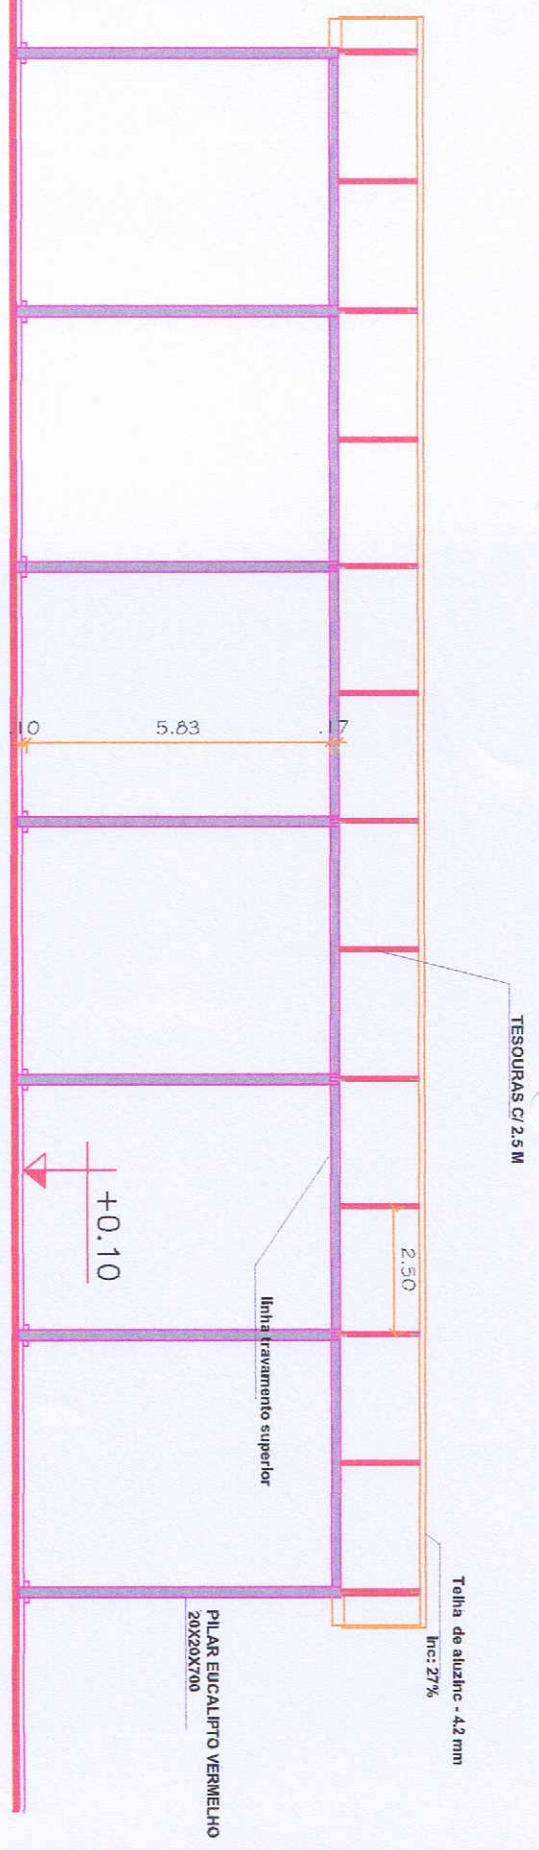 TESOURAS C/ 2.5 M
Telha de aluzinc - 4.2 mm
Inc: 27%
2.50
linha travamento superior
.17
5.83
.10
+0.10
PILAR EUCALIPTO VERMELHO
20X20X700